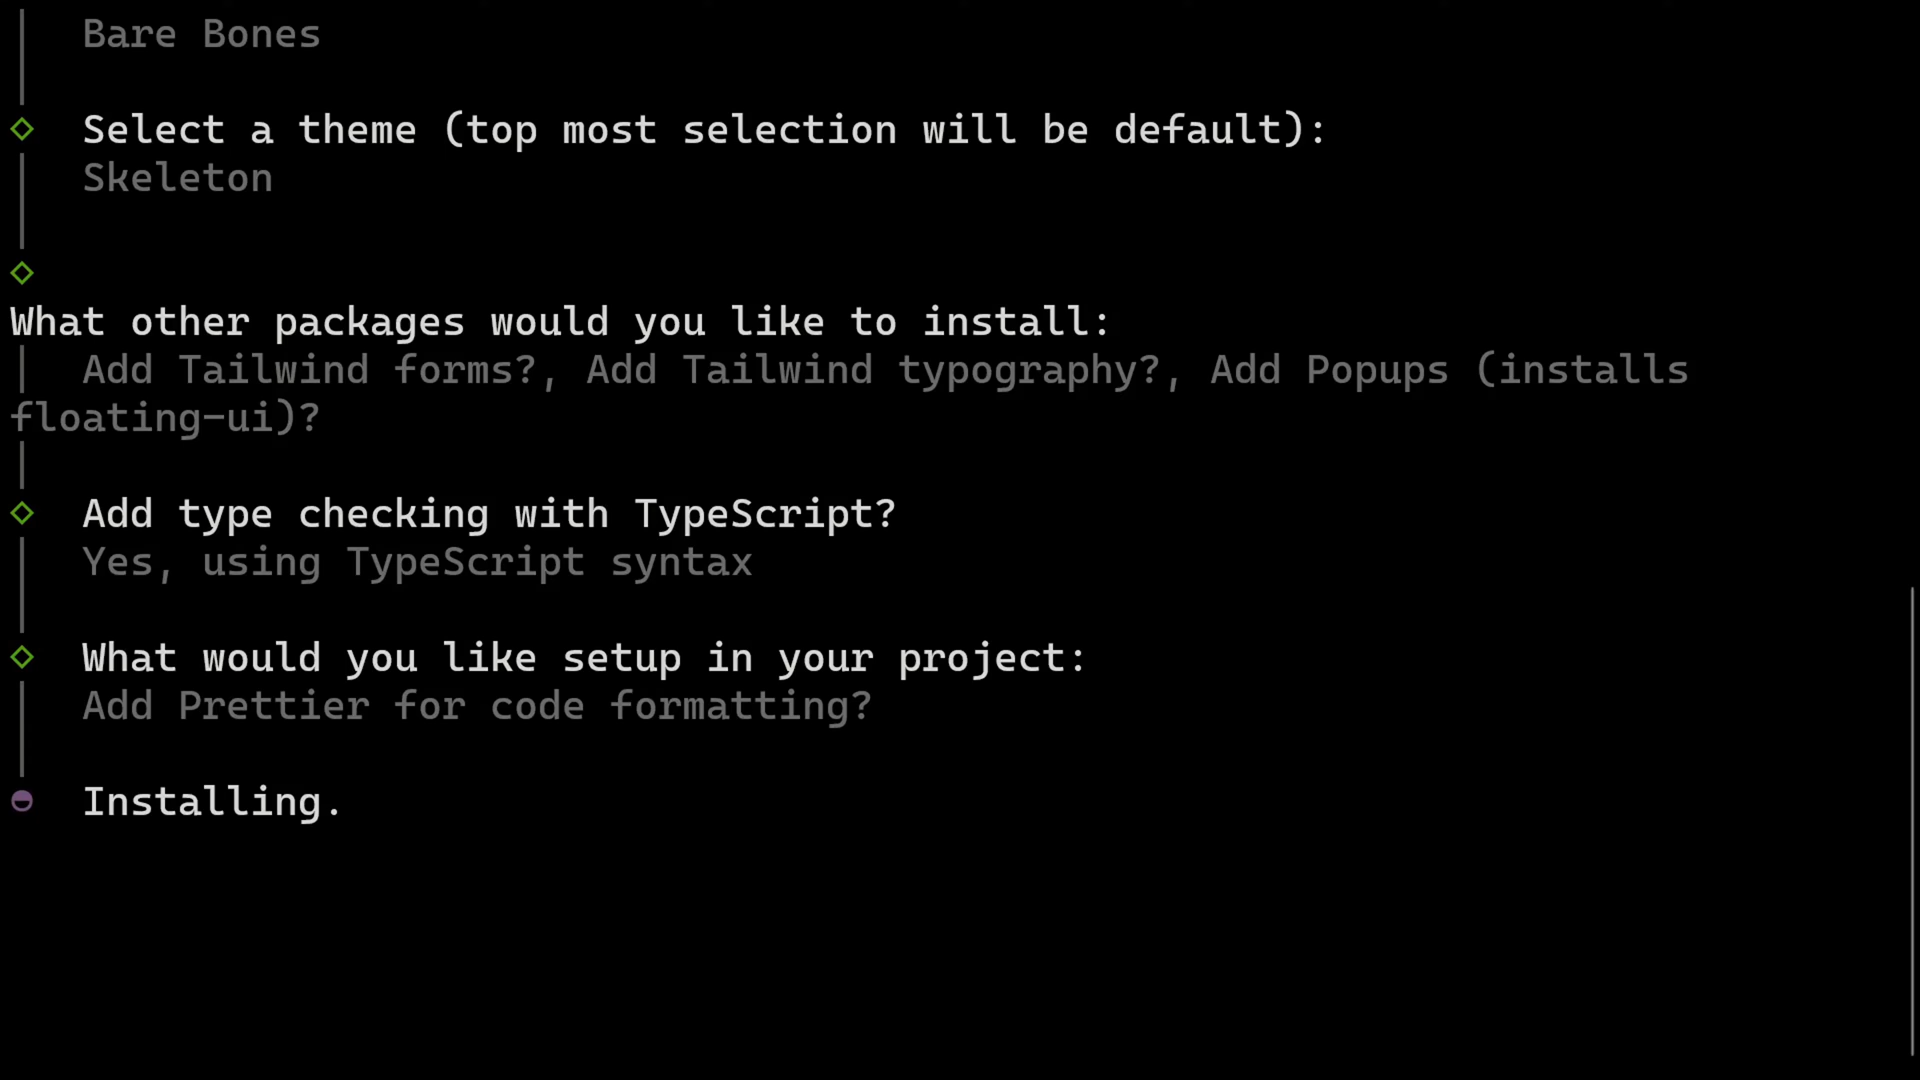 Bare Bones
Select a theme (top most selection will be default):
Skeleton
What other packages would you like to install:
Add Tailwind forms?, Add Tailwind typography?, Add Popups (installs
floating-ui)?
Add type checking with TypeScript?
Yes, using TypeScript syntax
What would you like setup in your project:
Add Prettier for code formatting?
Installing.